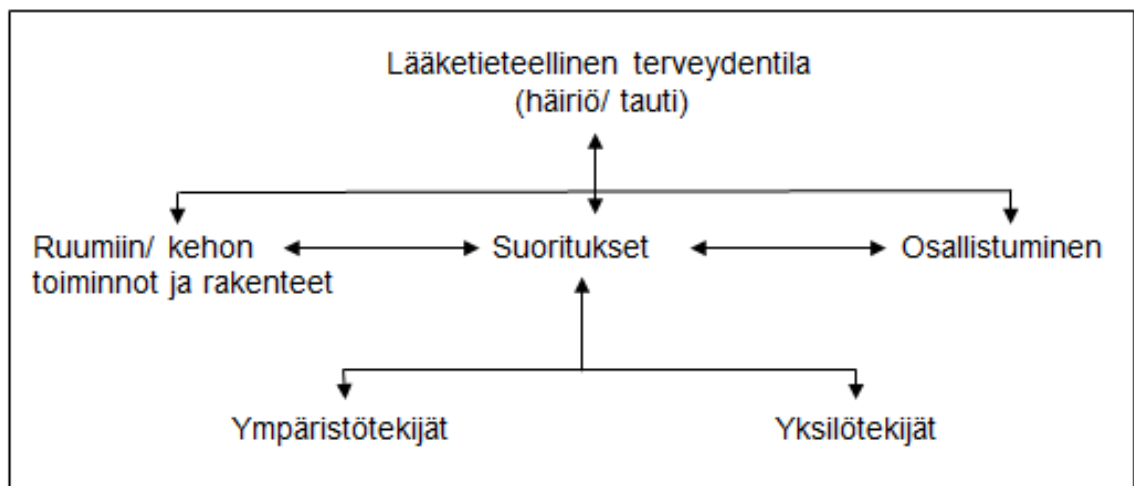 Lääketieteellinen terveydentila
(häiriö/ tauti)
Ruumiin/ kehon
toiminnot ja rakenteet
Suoritukset
Osallistuminen
Ympäristötekijät
Yksilötekijät